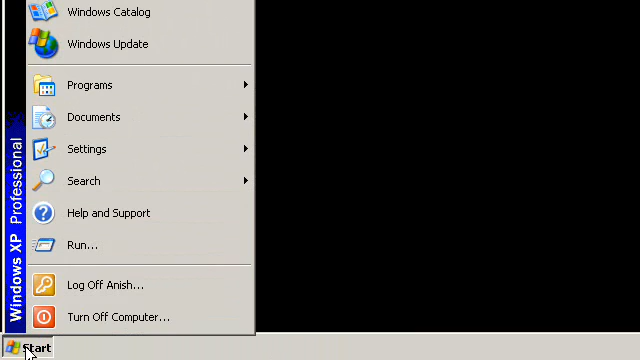 Windows Catalog
Windows Update
Programs
Documents
Settings
Search
Help and Support
Run...
Log Off Anish...
Turn Off Computer...
Windows XP Professional
Start